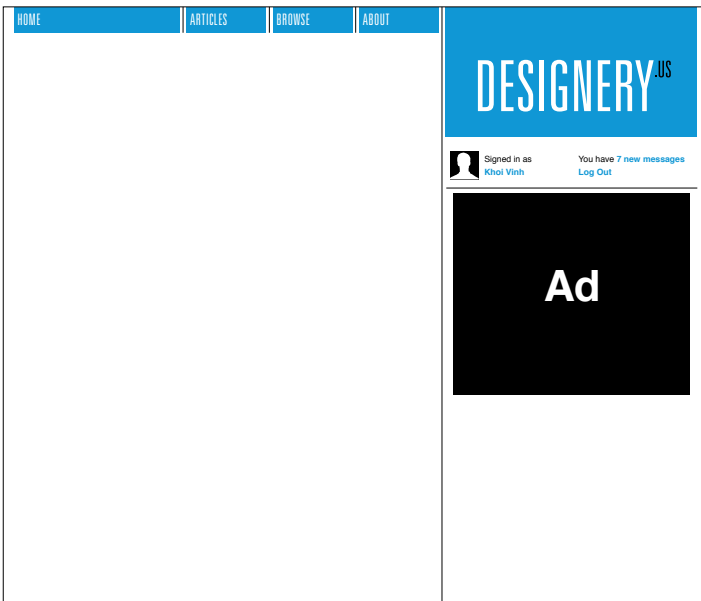 HOME ARTICLES BROWSE ABOUT
DESIGNERY.US
Signed in as
Khoi Vinh
You have 7 new messages
Log Out
Ad